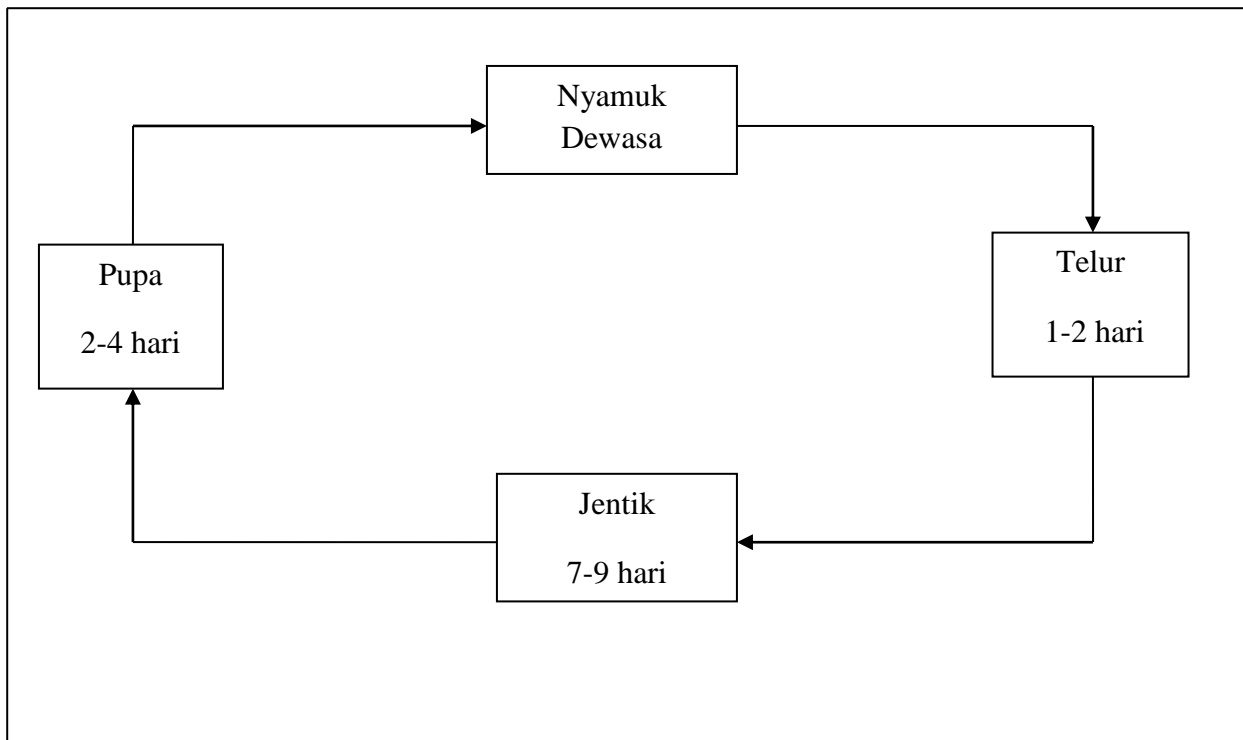 Nyamuk
Dewasa
Telur
1-2 hari
Jentik
7-9 hari
Pupa
2-4 hari